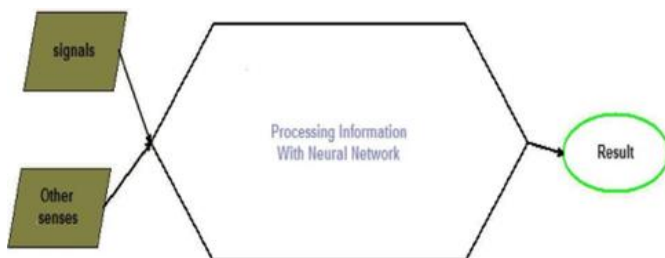 signals
Other
senses
Processing Information
With Neural Network
Result